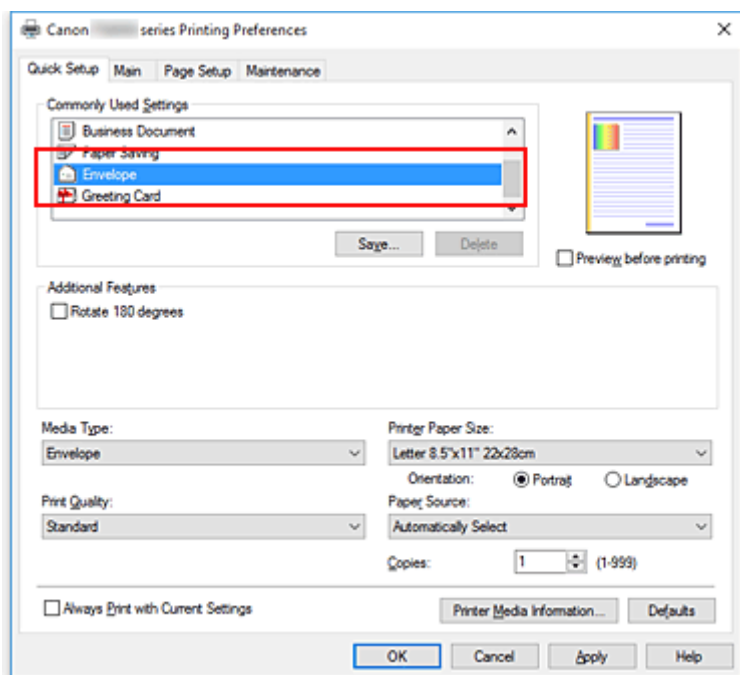 Canon series Printing Preferences
Quick Setup Main Page Setup Maintenance
Commonly Used Settings
Business Document
Paper Saving
Envelope
Greeting Card
Save... Delete
Preview before printing
Additional Features
Rotate 180 degrees
Media Type: Printer Paper Size:
Envelope Letter 8.5"x11" 22x28cm
Orientation: Portrait Landscape
Print Quality: Paper Source:
Standard Automatically Select
Copies: 1 (1-999)
Always Print with Current Settings Printer Media Information... Defaults
OK Cancel Apply Help